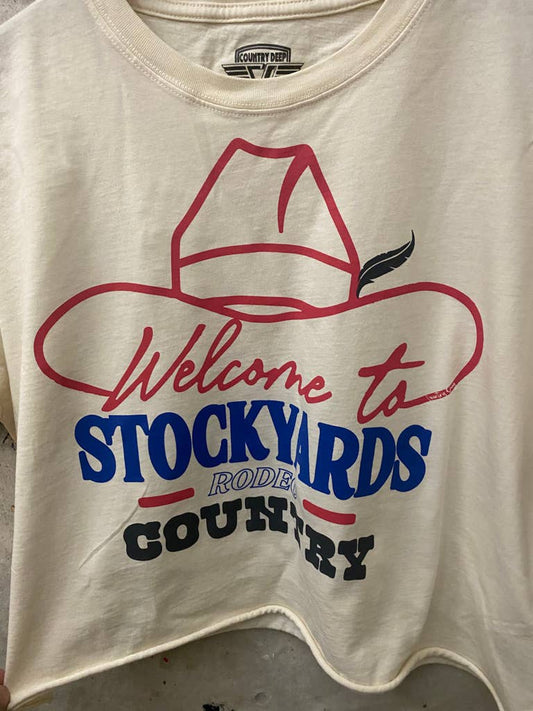 COUNTRY DEEP
Welcome to
STOCKYARDS
RODEO
COUNTRY